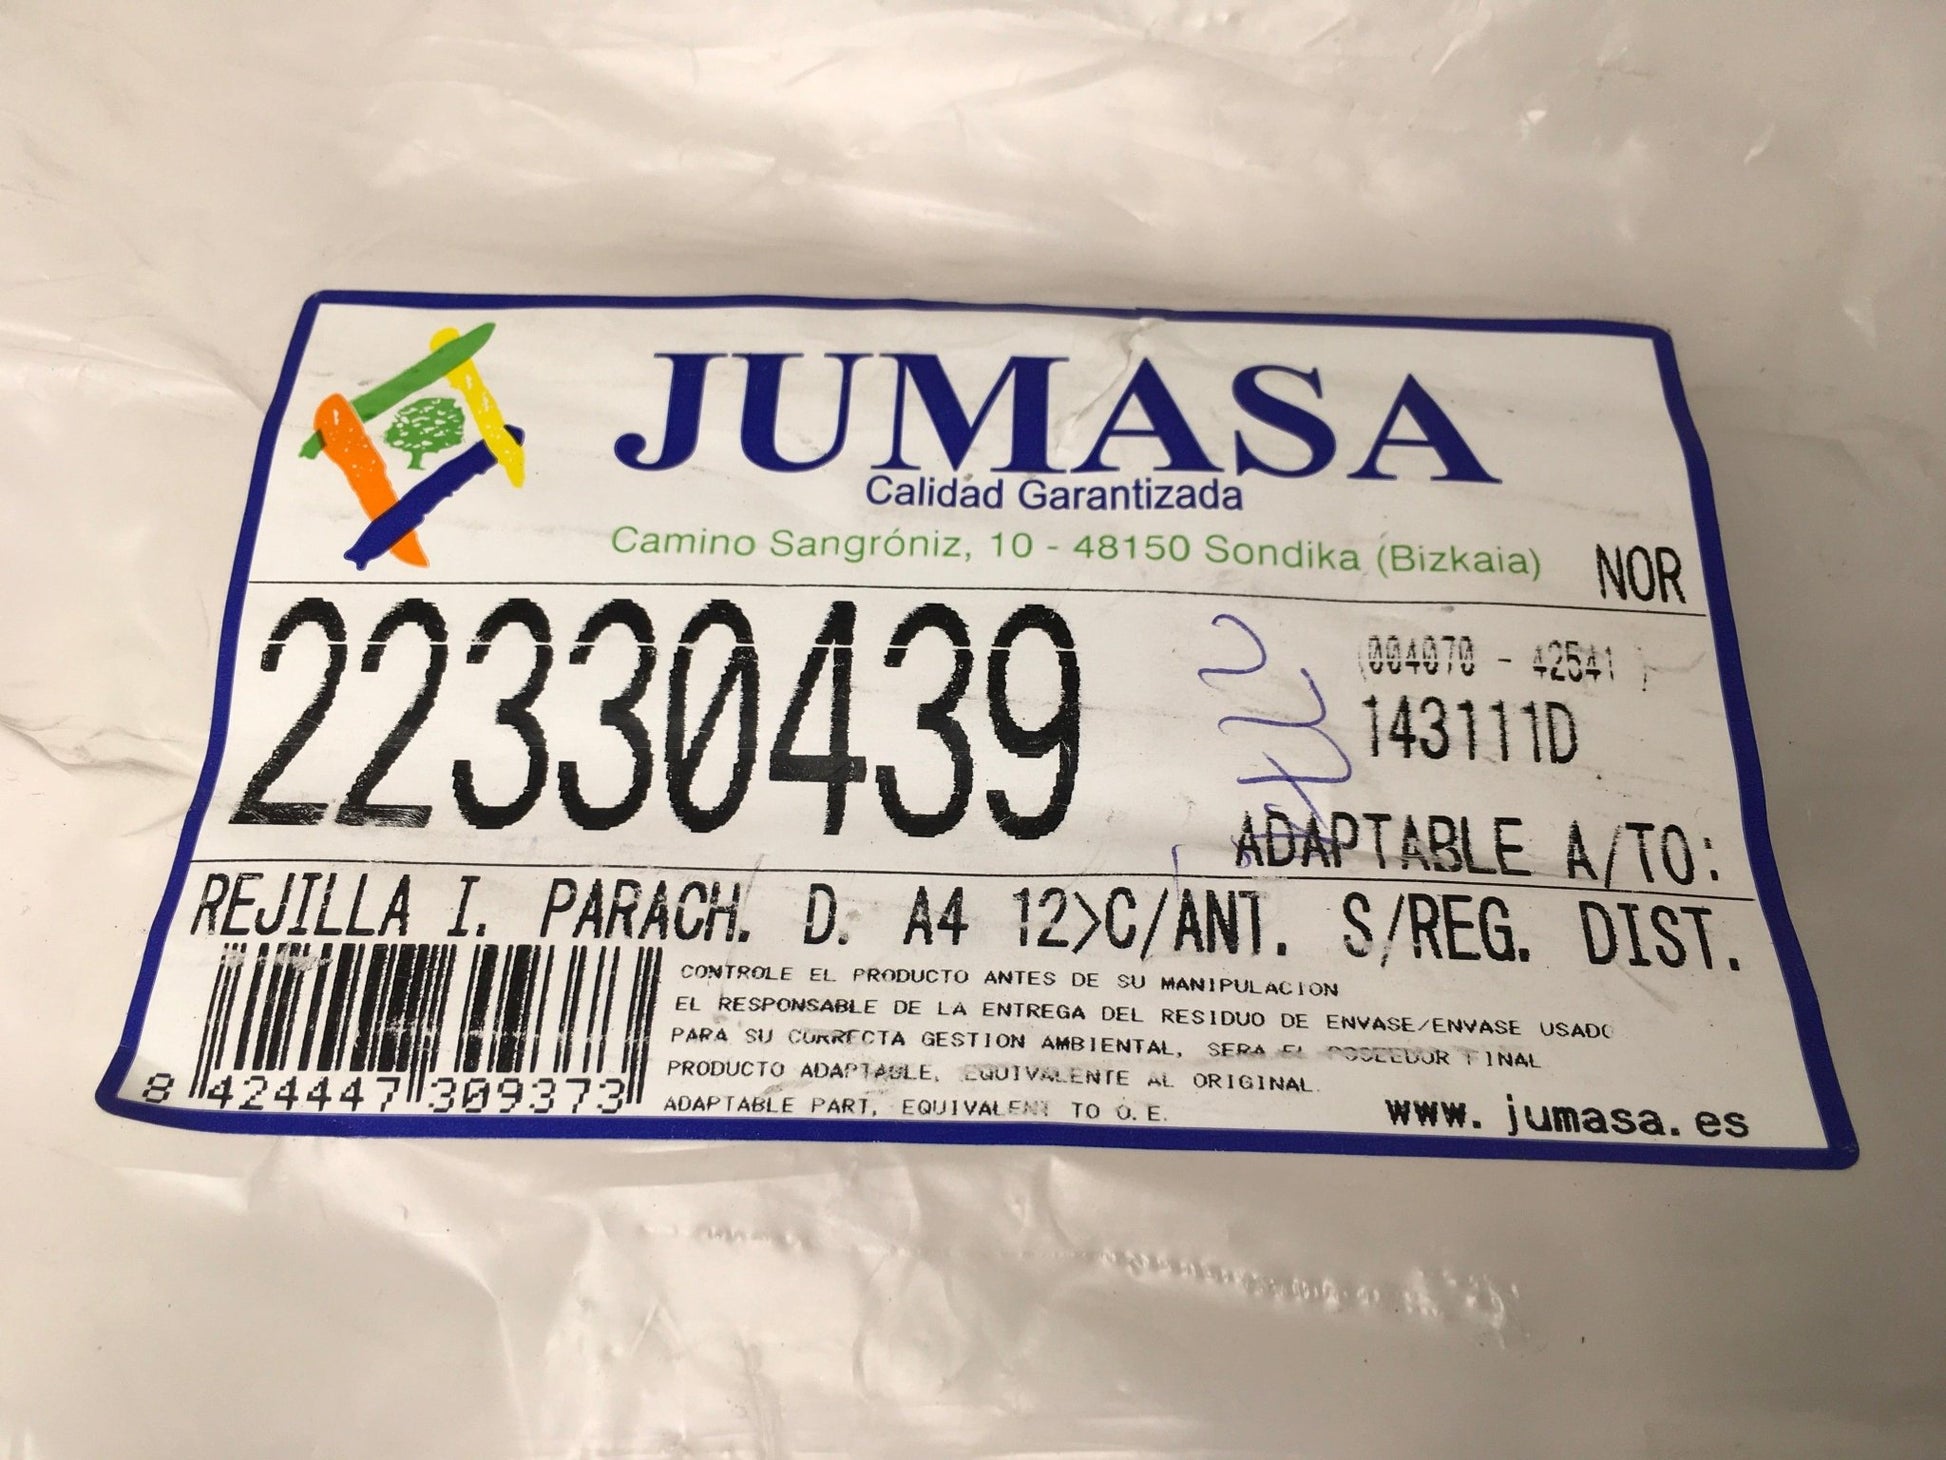 JUMASA
Calidad Garantizada
Camino Sangróniz, 10 - 48150 Sondika (Bizkaia)
NOR
22330439
(004070 - 42541 )
143111D
ADAPTABLE A/TO:
REJILLA I. PARACH. D. A4 12>C/ANT. S/REG. DIST.
CONTROLE EL PRODUCTO ANTES DE SU MANIPULACION
EL RESPONSABLE DE LA ENTREGA DEL RESIDUO DE ENVASE/ENVASE USADO
PARA SU CORRECTA GESTION AMBIENTAL, SERA EL POSEEDOR FINAL
PRODUCTO ADAPTABLE, EQUIVALENTE AL ORIGINAL.
ADAPTABLE PART, EQUIVALENT TO O.E.
8 424447 309373
www.jumasa.es